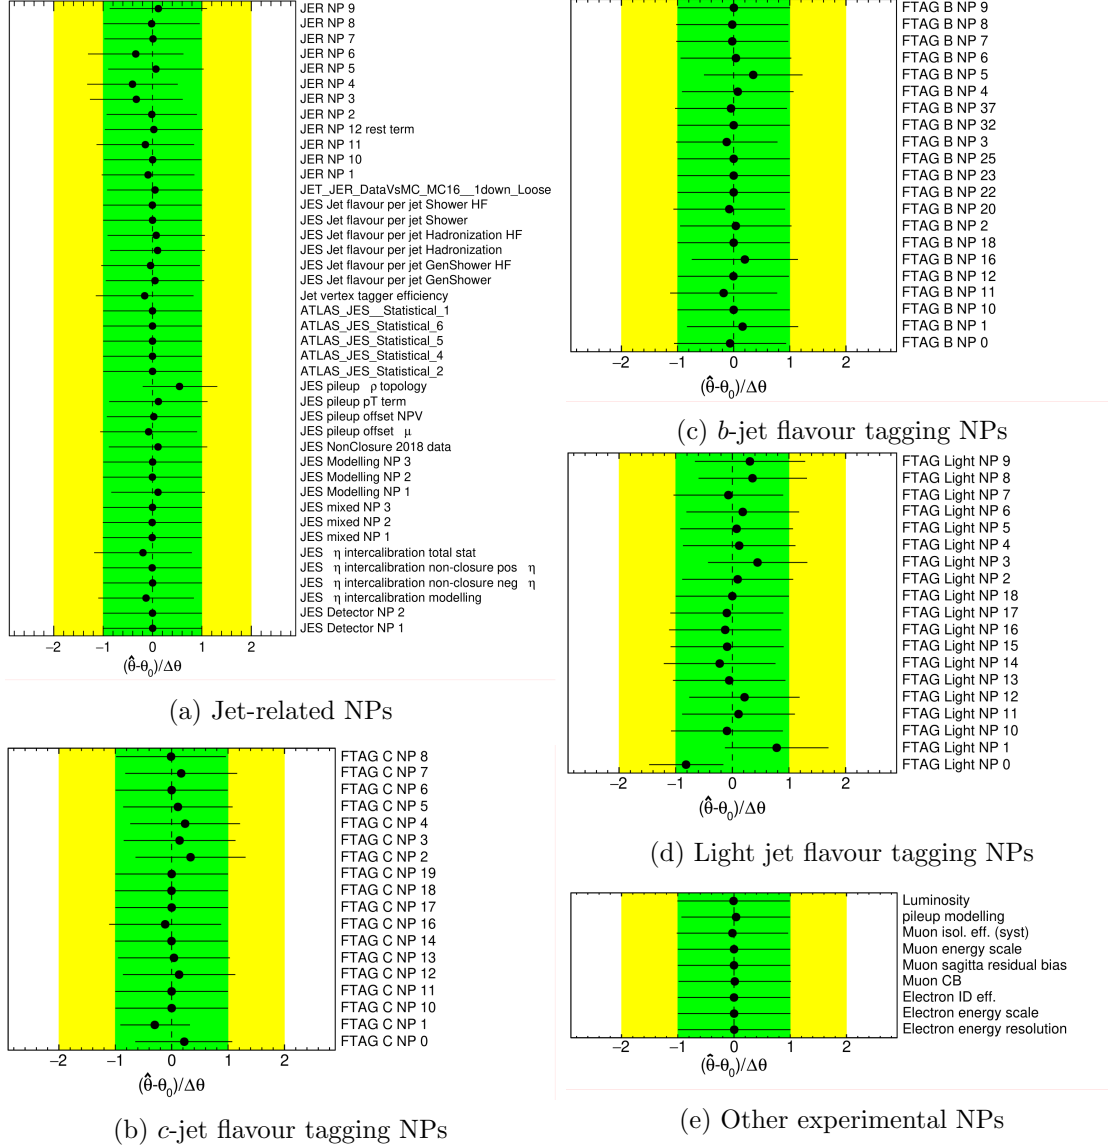 JER NP 9
JER NP 8
JER NP 7
JER NP 6
JER NP 5
JER NP 4
JER NP 3
JER NP 2
JER NP 12 rest term
JER NP 11
JER NP 10
JER NP 1
JET_JER_DataVsMC_MC16__1down_Loose
JES Jet flavour per jet Shower HF
JES Jet flavour per jet Shower
JES Jet flavour per jet Hadronization HF
JES Jet flavour per jet Hadronization
JES Jet flavour per jet GenShower HF
JES Jet flavour per jet GenShower
Jet vertex tagger efficiency
ATLAS_JES__Statistical_1
ATLAS_JES_Statistical_6
ATLAS_JES_Statistical_5
ATLAS_JES_Statistical_4
ATLAS_JES_Statistical_2
JES pileup ρ topology
JES pileup pT term
JES pileup offset NPV
JES pileup offset μ
JES NonClosure 2018 data
JES Modelling NP 3
JES Modelling NP 2
JES Modelling NP 1
JES mixed NP 3
JES mixed NP 2
JES mixed NP 1
JES η intercalibration total stat
JES η intercalibration non-closure pos η
JES η intercalibration non-closure neg η
JES η intercalibration modelling
JES Detector NP 2
JES Detector NP 1
−2 −1 0 1 2
(θ̂-θ₀)/Δθ
(a) Jet-related NPs
FTAG C NP 8
FTAG C NP 7
FTAG C NP 6
FTAG C NP 5
FTAG C NP 4
FTAG C NP 3
FTAG C NP 2
FTAG C NP 19
FTAG C NP 18
FTAG C NP 17
FTAG C NP 16
FTAG C NP 14
FTAG C NP 13
FTAG C NP 12
FTAG C NP 11
FTAG C NP 10
FTAG C NP 1
FTAG C NP 0
−2 −1 0 1 2
(θ̂-θ₀)/Δθ
(b) c-jet flavour tagging NPs
FTAG B NP 9
FTAG B NP 8
FTAG B NP 7
FTAG B NP 6
FTAG B NP 5
FTAG B NP 4
FTAG B NP 37
FTAG B NP 32
FTAG B NP 3
FTAG B NP 25
FTAG B NP 23
FTAG B NP 22
FTAG B NP 20
FTAG B NP 2
FTAG B NP 18
FTAG B NP 16
FTAG B NP 12
FTAG B NP 11
FTAG B NP 10
FTAG B NP 1
FTAG B NP 0
−2 −1 0 1 2
(θ̂-θ₀)/Δθ
(c) b-jet flavour tagging NPs
FTAG Light NP 9
FTAG Light NP 8
FTAG Light NP 7
FTAG Light NP 6
FTAG Light NP 5
FTAG Light NP 4
FTAG Light NP 3
FTAG Light NP 2
FTAG Light NP 18
FTAG Light NP 17
FTAG Light NP 16
FTAG Light NP 15
FTAG Light NP 14
FTAG Light NP 13
FTAG Light NP 12
FTAG Light NP 11
FTAG Light NP 10
FTAG Light NP 1
FTAG Light NP 0
−2 −1 0 1 2
(θ̂-θ₀)/Δθ
(d) Light jet flavour tagging NPs
Luminosity
pileup modelling
Muon isol. eff. (syst)
Muon energy scale
Muon sagitta residual bias
Muon CB
Electron ID eff.
Electron energy scale
Electron energy resolution
−2 −1 0 1 2
(θ̂-θ₀)/Δθ
(e) Other experimental NPs